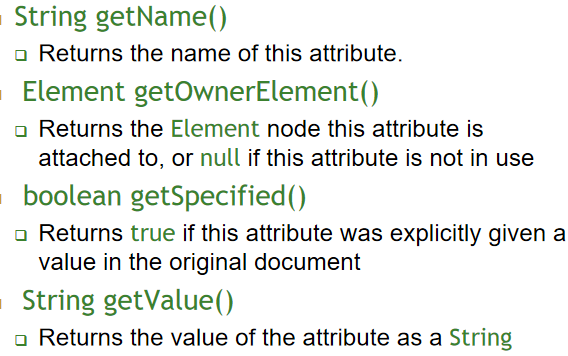 String getName()
Returns the name of this attribute.
Element getOwnerElement()
Returns the Element node this attribute is
attached to, or null if this attribute is not in use
boolean getSpecified()
Returns true if this attribute was explicitly given a
value in the original document
String getValue()
Returns the value of the attribute as a String